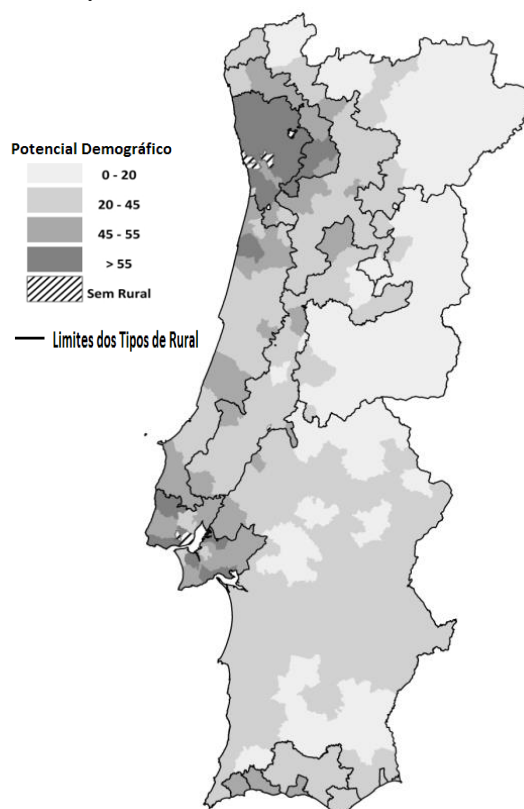 Potencial Demográfico
0 - 20
20 - 45
45 - 55
> 55
Sem Rural
Limites dos Tipos de Rural